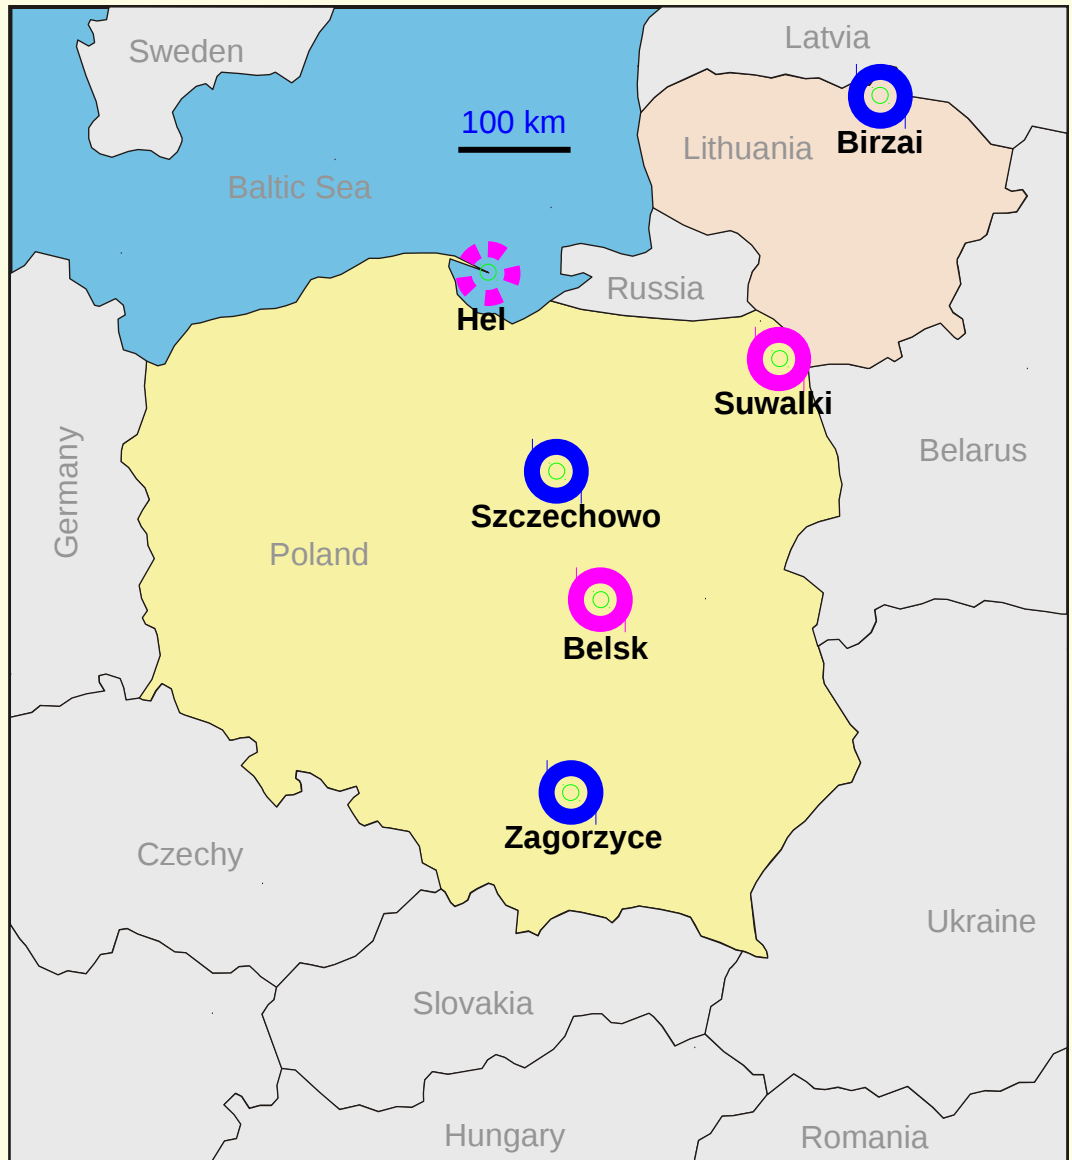 Sweden
Latvia
100 km
Birzai
Lithuania
Baltic Sea
Russia
Hel
Suwalki
Germany
Belarus
Szczechowo
Poland
Belsk
Zagorzyce
Czechy
Ukraine
Slovakia
Hungary
Romania